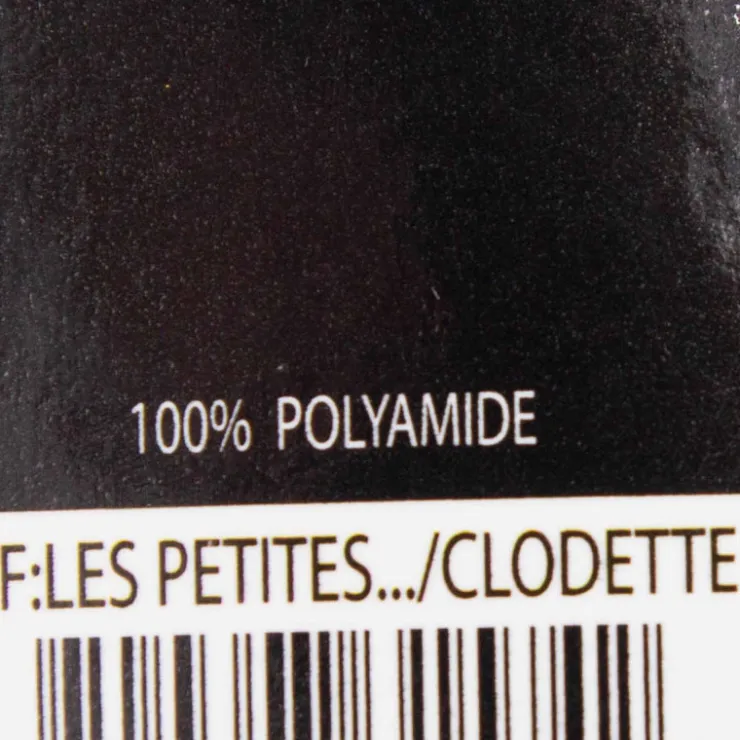 100% POLYAMIDE
F:LES PETITES.../CLODETTE